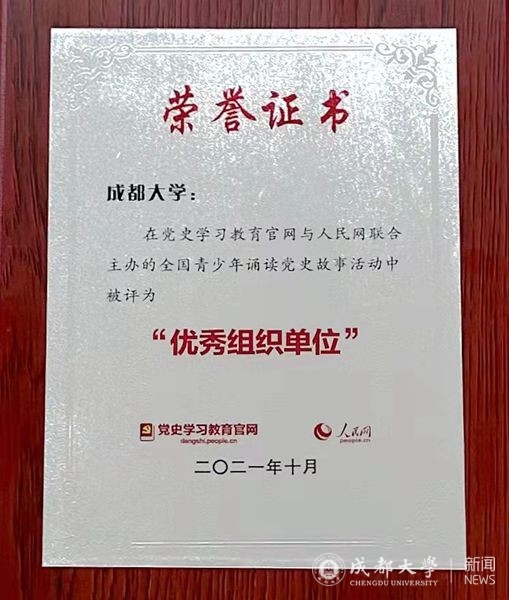 荣誉证书
成都大学：
在党史学习教育官网与人民网联合
主办的全国青少年诵读党史故事活动中
被评为
“优秀组织单位”
党史学习教育官网
dangshi.people.cn
人民网
people.cn
二〇二一年十月
成都大學
CHENGDU UNIVERSITY
新闻
NEWS